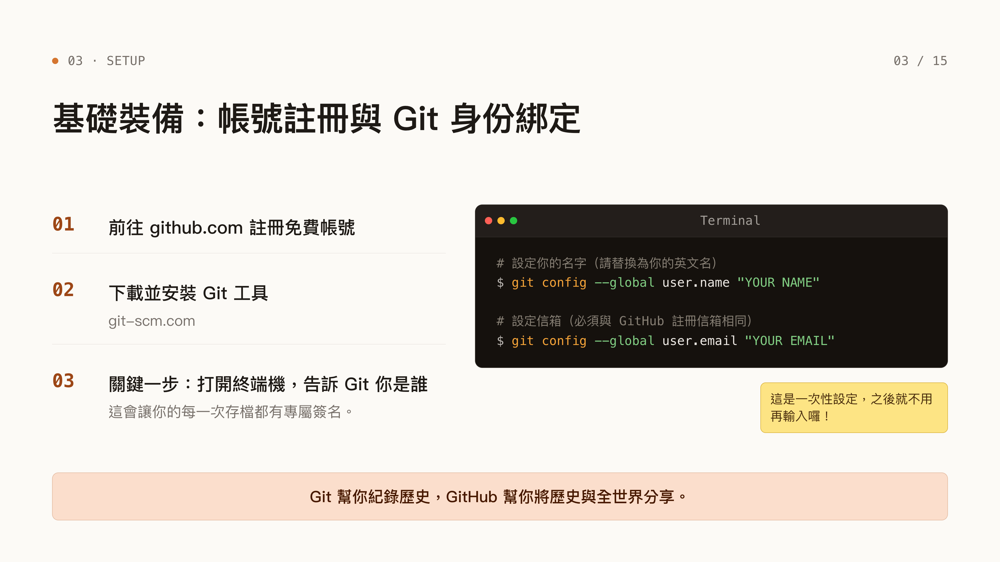 03 · SETUP
03 / 15
基礎裝備：帳號註冊與 Git 身份綁定
01
前往 github.com 註冊免費帳號
02
下載並安裝 Git 工具
git-scm.com
03
關鍵一步：打開終端機，告訴 Git 你是誰
這會讓你的每一次存檔都有專屬簽名。
Terminal
# 設定你的名字（請替換為你的英文名）
$ git config --global user.name "YOUR NAME"
# 設定信箱（必須與 GitHub 註冊信箱相同）
$ git config --global user.email "YOUR EMAIL"
這是一次性設定，之後就不用
再輸入囉！
Git 幫你紀錄歷史，GitHub 幫你將歷史與全世界分享。